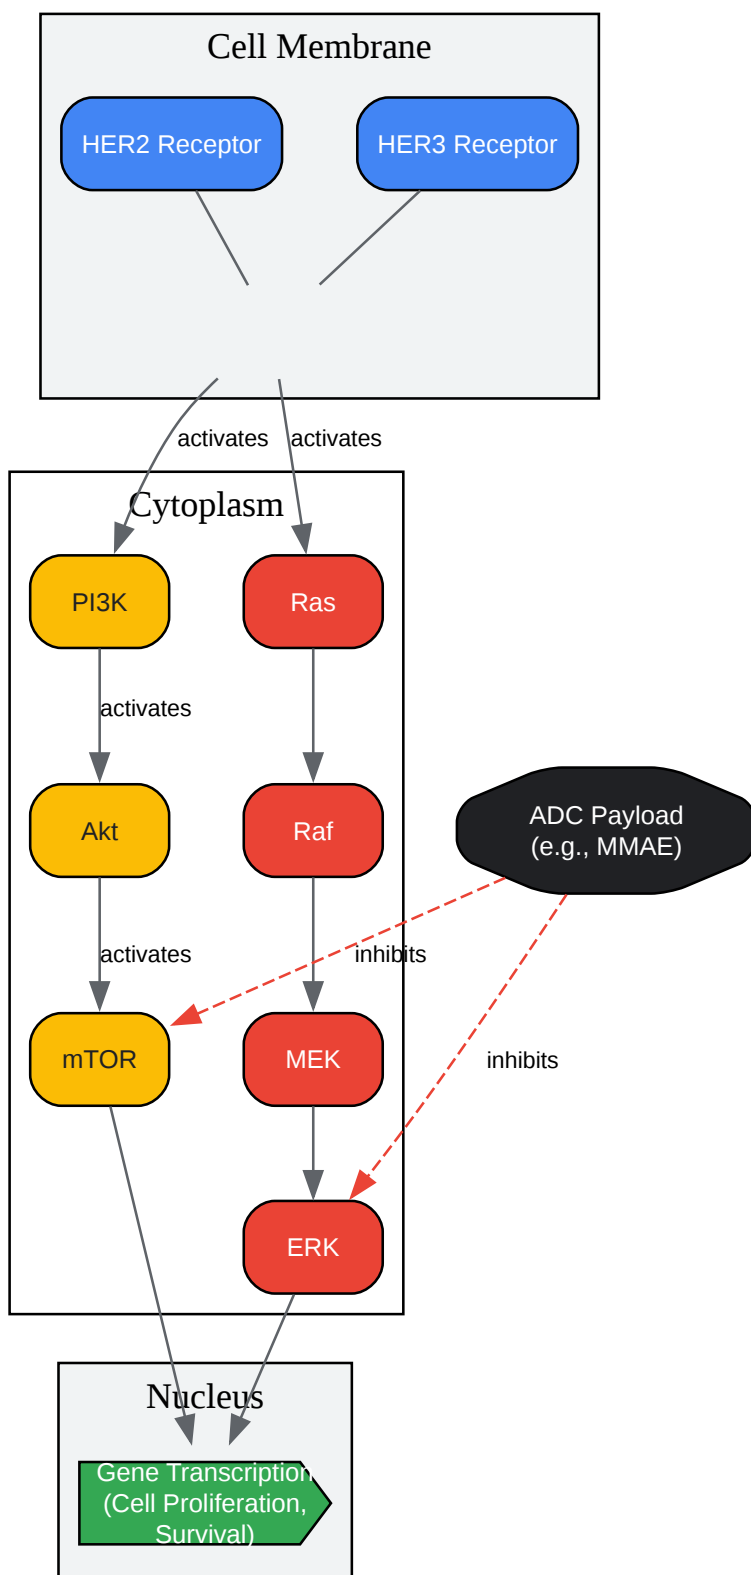 Cell Membrane
HER2 Receptor
HER3 Receptor
activates
activates
Cytoplasm
PI3K
Ras
activates
Akt
Raf
ADC Payload
(e.g., MMAE)
activates
inhibits
mTOR
MEK
inhibits
ERK
Nucleus
Gene Transcription
(Cell Proliferation,
Survival)